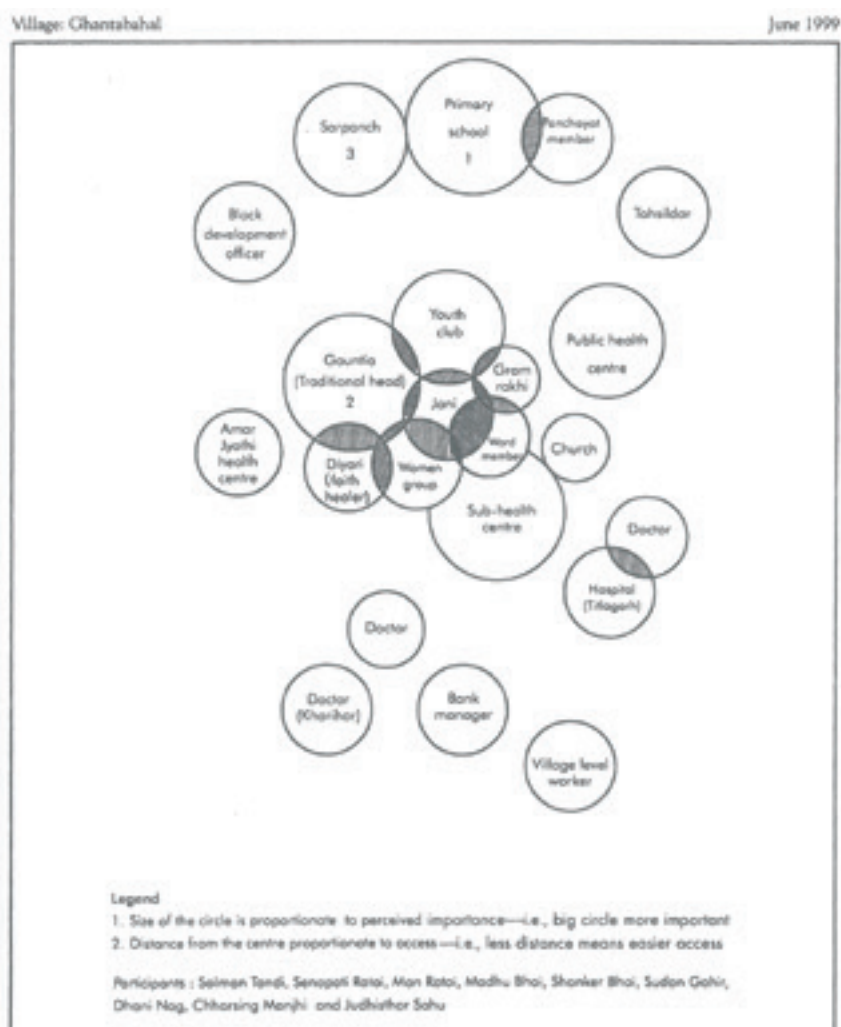 Village: Ghantabahal
June 1999
Sarpanch
3
Primary
school
1
Panchayat
member
Block
development
officer
Tahsildar
Youth
club
Gountia
(Traditional head)
2
Gram
rakhi
Public health
centre
Jani
Amar
Jyothi
health
centre
Diyari
(faith
healer)
Women
group
Ward
member
Church
Sub-health
centre
Doctor
Hospital
(Titlagarh)
Doctor
Doctor
(Kharihar)
Bank
manager
Village level
worker
Legend
1. Size of the circle is proportionate to perceived importance—i.e., big circle more important
2. Distance from the centre proportionate to access—i.e., less distance means easier access
Participants : Salman Tandi, Senapati Ratai, Man Ratai, Madhu Bhoi, Shanker Bhoi, Sudan Gahir,
Dhani Nag, Chharsing Manjhi and Judhisthar Sahu